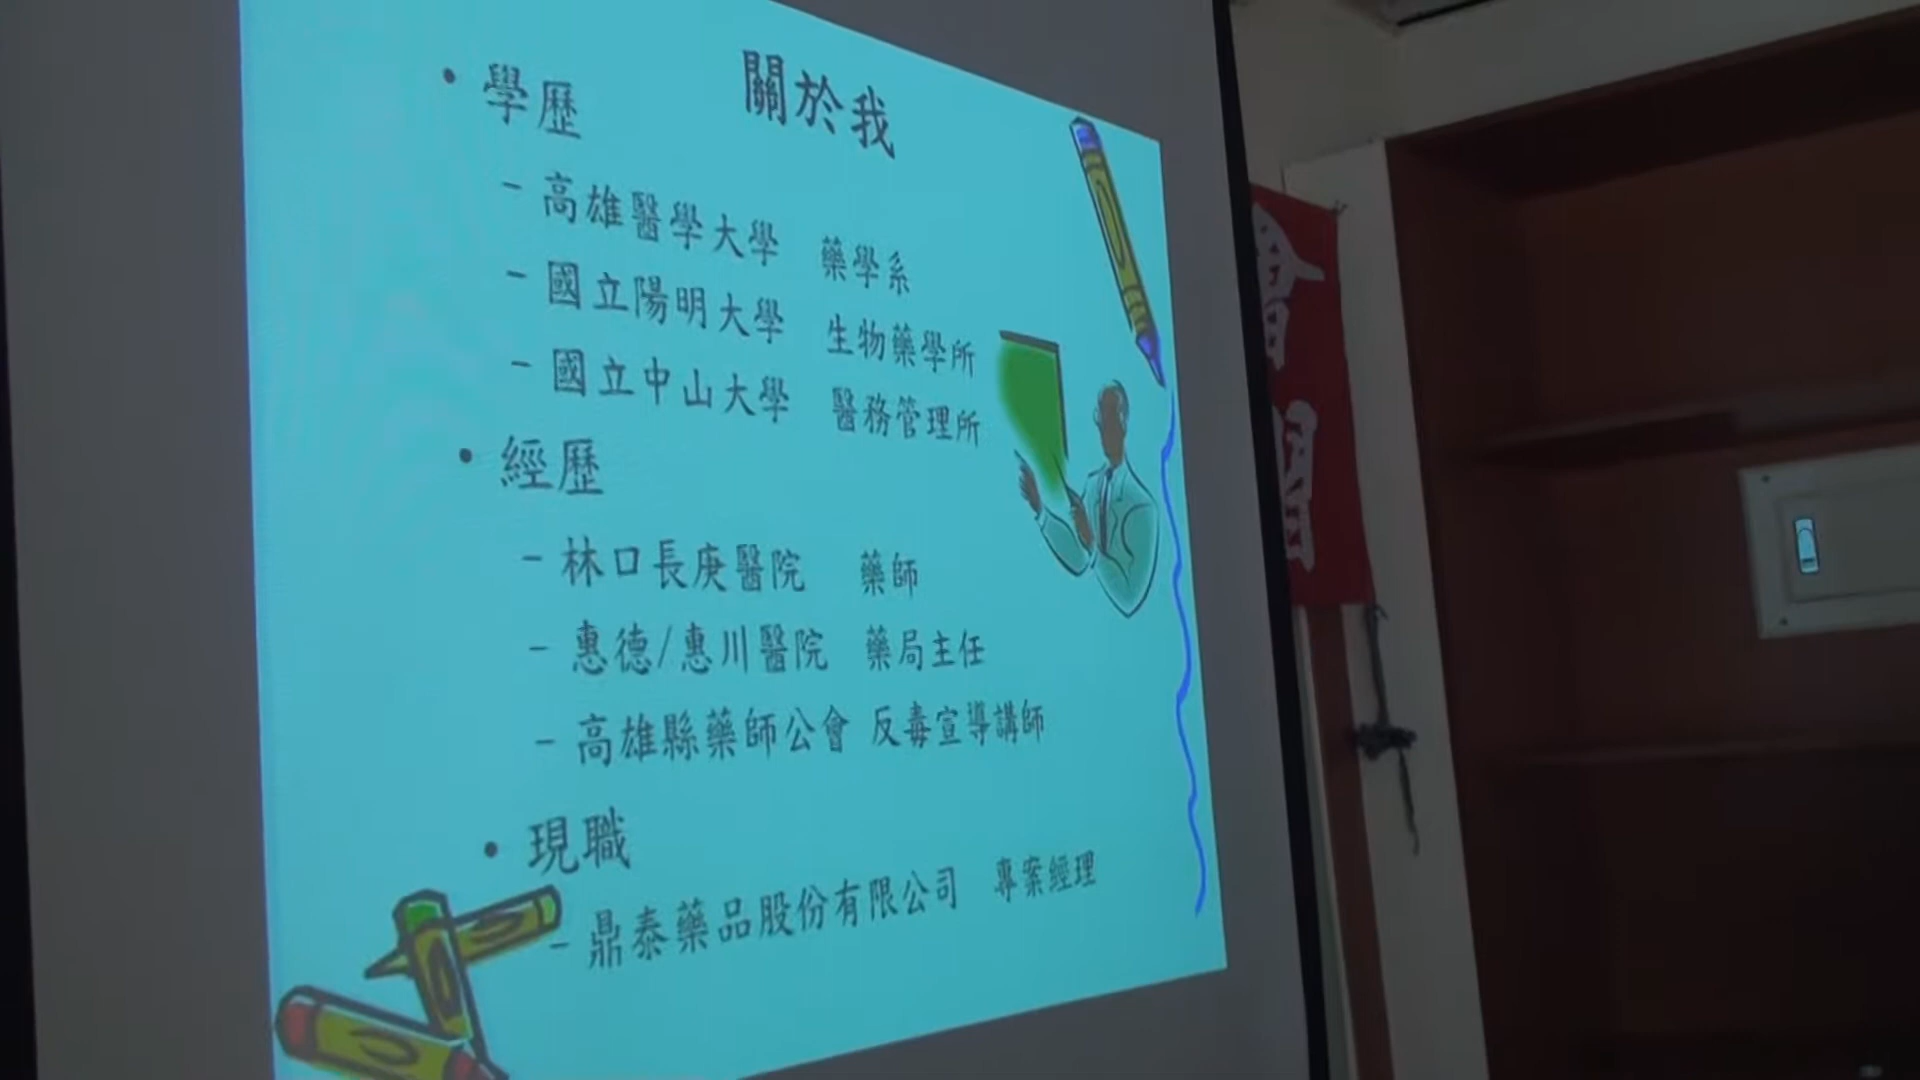 關於我
• 學歷
– 高雄醫學大學 藥學系
– 國立陽明大學 生物藥學所
– 國立中山大學 醫務管理所
• 經歷
– 林口長庚醫院 藥師
– 惠德/惠川醫院 藥局主任
– 高雄縣藥師公會 反毒宣導講師
• 現職
– 鼎泰藥品股份有限公司 專案經理